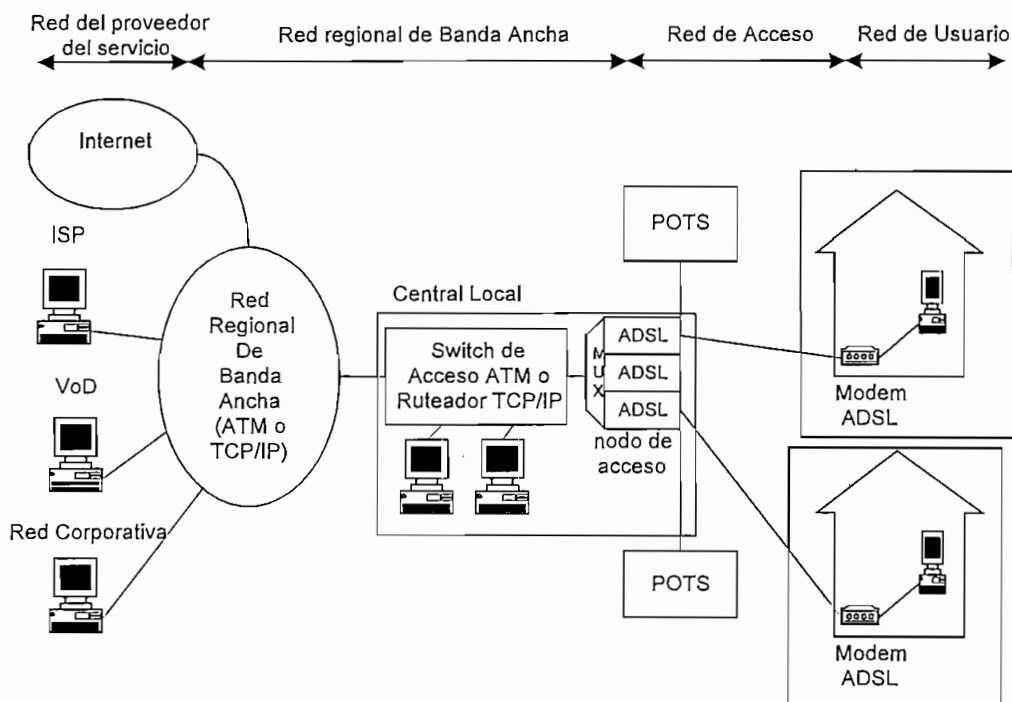 Red del proveedor
del servicio
Red regional de Banda Ancha
Red de Acceso
Red de Usuario
Internet
ISP
VoD
Red Corporativa
Red
Regional
De
Banda
Ancha
(ATM o
TCP/IP)
Central Local
Switch de
Acceso ATM o
Ruteador TCP/IP
MUX
ADSL
ADSL
ADSL
nodo de
acceso
POTS
POTS
Modem
ADSL
Modem
ADSL